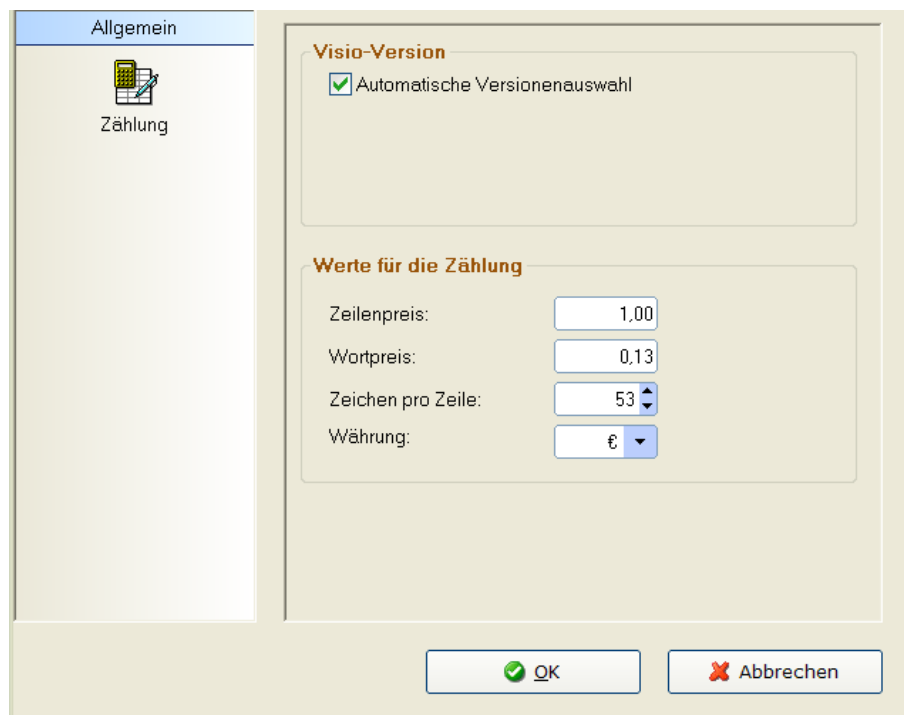 Allgemein
Zählung
Visio-Version
Automatische Versionenauswahl
Werte für die Zählung
Zeilenpreis: 1,00
Wortpreis: 0,13
Zeichen pro Zeile: 53
Währung: €
OK
Abbrechen